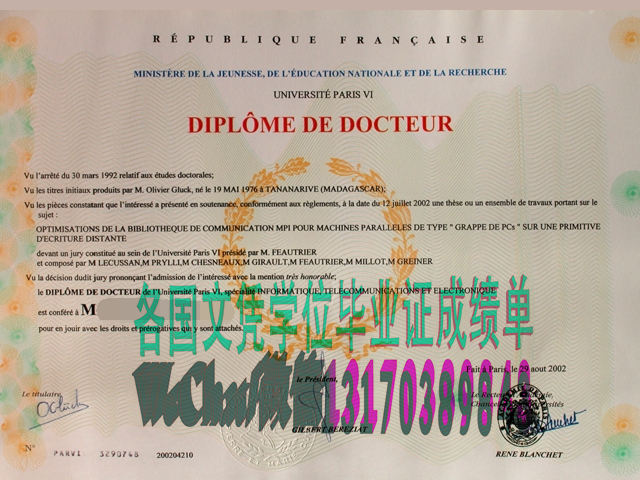 RÉPUBLIQUE FRANÇAISE
MINISTÈRE DE LA JEUNESSE, DE L'ÉDUCATION NATIONALE ET DE LA RECHERCHE
UNIVERSITÉ PARIS VI
DIPLÔME DE DOCTEUR
Vu l'arrêté du 30 mars 1992 relatif aux études doctorales;
Vu les titres initiaux produits par M. Olivier Gluck, né le 19 MAI 1976 à TANANARIVE (MADAGASCAR);
Vu les pièces constatant que l'intéressé a présenté en soutenance, conformément aux règlements, à la date du 12 juillet 2002 une thèse ou un ensemble de travaux portant sur le
sujet :
OPTIMISATIONS DE LA BIBLIOTHEQUE DE COMMUNICATION MPI POUR MACHINES PARALLELES DE TYPE " GRAPPE DE PCs " SUR UNE PRIMITIVE
D'ECRITURE DISTANTE
devant un jury constitué au sein de l'Université Paris VI présidé par M. FEAUTRIER
et composé par M LECUSSAN,M PRYLLI,M CHESNEAUX,M GIRAULT,M FEAUTRIER,M MILLOT,M GREINER
Vu la décision dudit jury prononçant l'admission de l'intéressé avec la mention très honorable;
le DIPLÔME DE DOCTEUR de l'Université Paris VI, spécialité INFORMATIQUE, TELECOMMUNICATIONS ET ELECTRONIQUE
est conféré à M
各国文凭学位毕业证成绩单
pour en jouir avec les droits et prérogatives qui y sont attachés.
Fait à Paris, le 29 aout 2002
Le titulaire,
le Président,
WeChat微信 1317038984
GILBERT BEREZIAT
RENE BLANCHET
N° PARVI 3290768 200204210